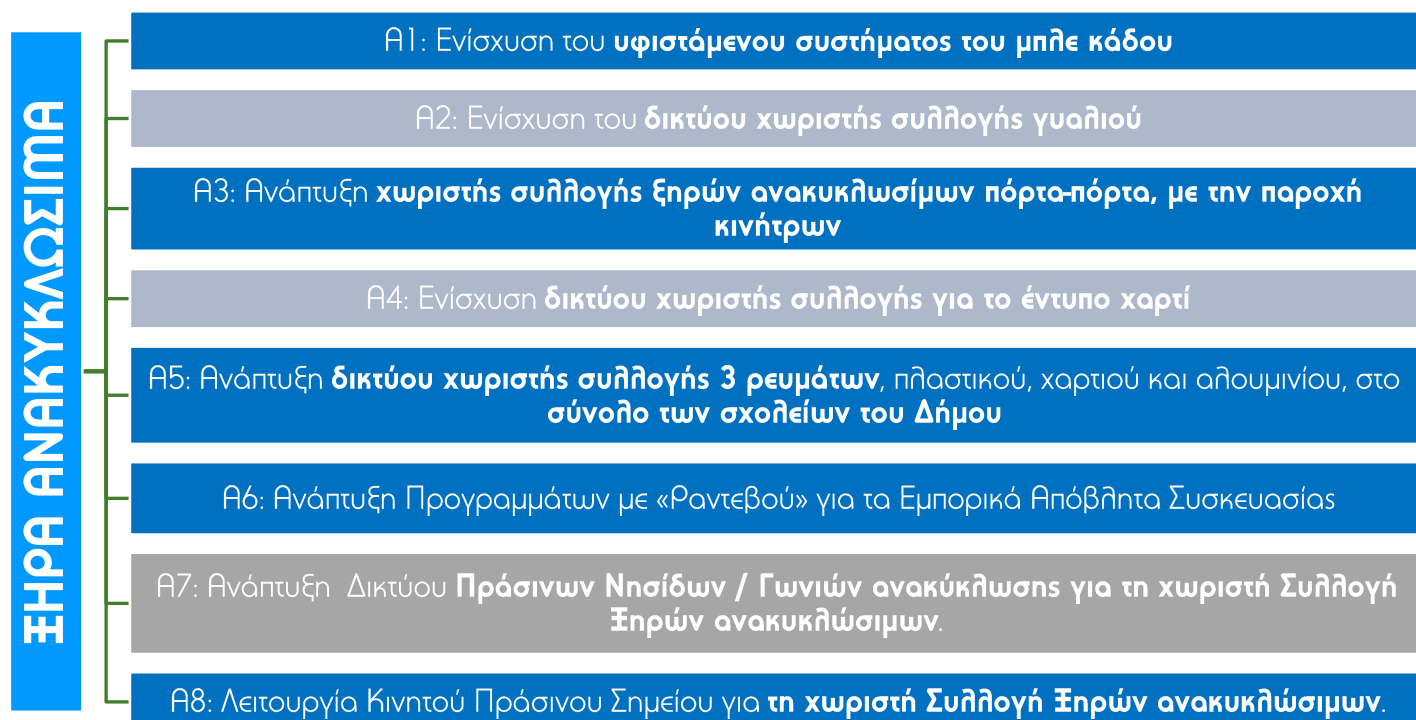 ΞΗΡΑ ΑΝΑΚΥΚΛΩΣΙΜΑ
Α1: Ενίσχυση του υφιστάμενου συστήματος του μπλε κάδου
Α2: Ενίσχυση του δικτύου χωριστής συλλογής γυαλιού
Α3: Ανάπτυξη χωριστής συλλογής ξηρών ανακυκλωσίμων πόρτα-πόρτα, με την παροχή
κινήτρων
Α4: Ενίσχυση δικτύου χωριστής συλλογής για το έντυπο χαρτί
Α5: Ανάπτυξη δικτύου χωριστής συλλογής 3 ρευμάτων, πλαστικού, χαρτιού και αλουμινίου, στο
σύνολο των σχολείων του Δήμου
Α6: Ανάπτυξη Προγραμμάτων με «Ραντεβού» για τα Εμπορικά Απόβλητα Συσκευασίας
Α7: Ανάπτυξη Δικτύου Πράσινων Νησίδων / Γωνιών ανακύκλωσης για τη χωριστή Συλλογή
Ξηρών ανακυκλώσιμων.
Α8: Λειτουργία Κινητού Πράσινου Σημείου για τη χωριστή Συλλογή Ξηρών ανακυκλώσιμων.